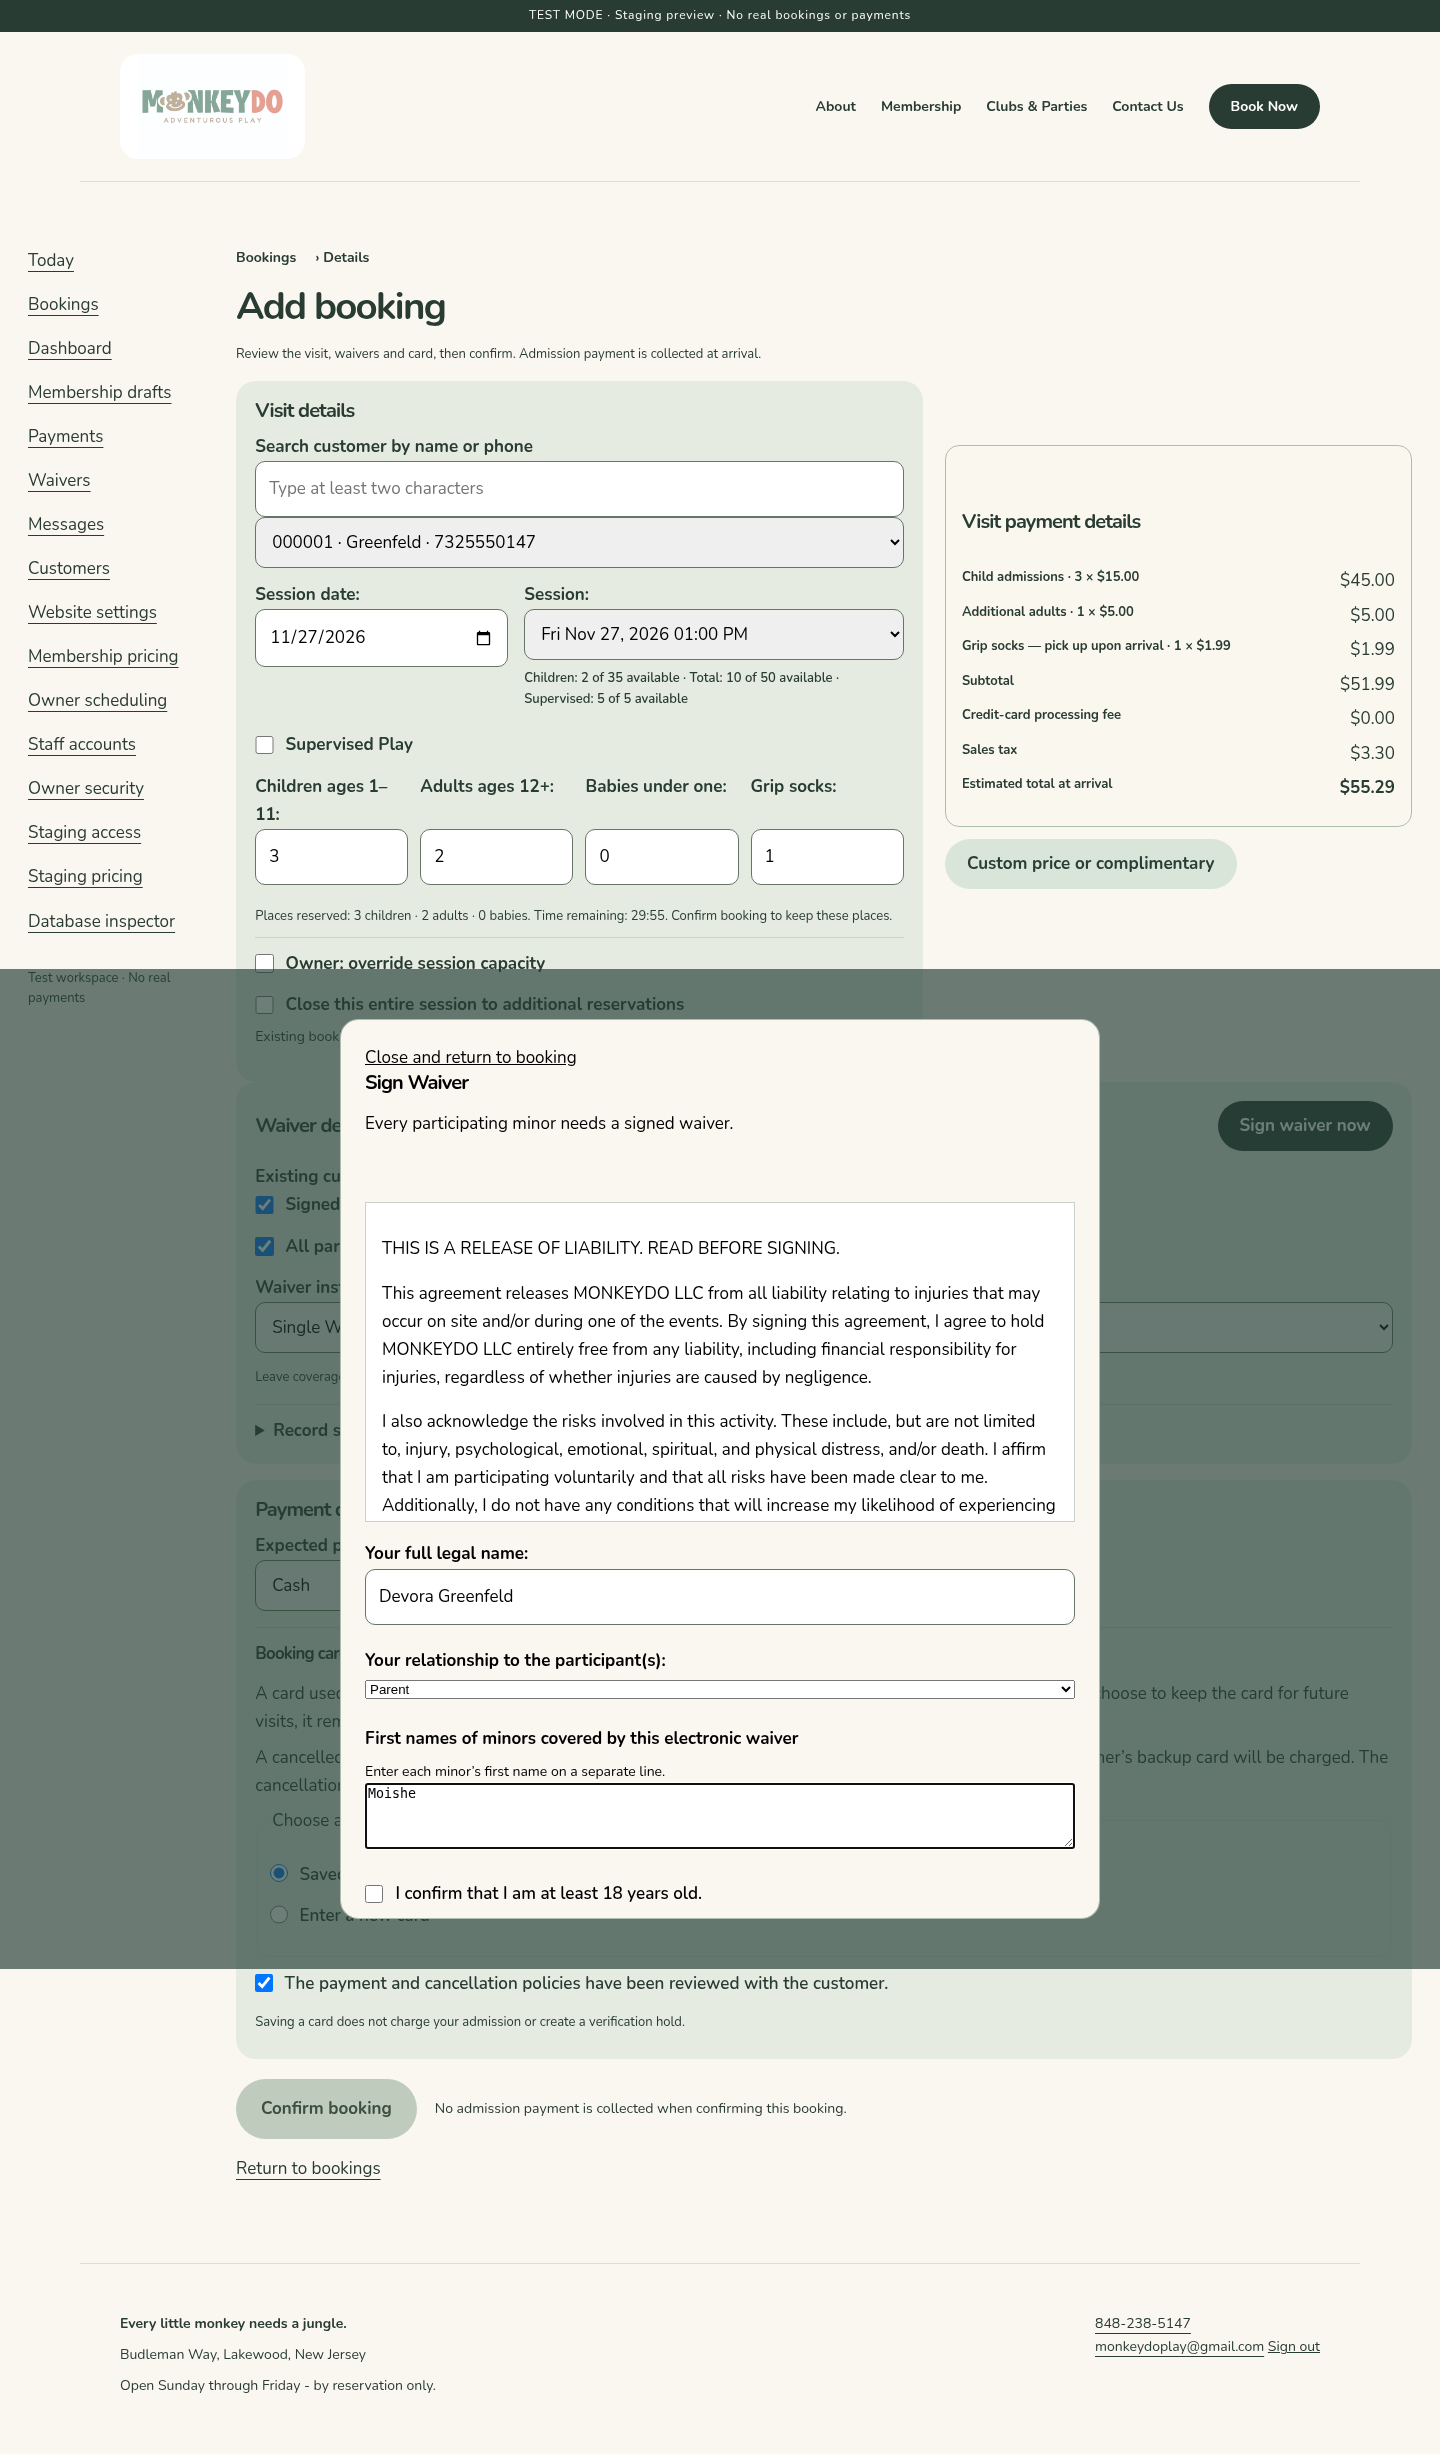 TEST MODE · Staging preview · No real bookings or payments
MONKEYDO
ADVENTUROUS PLAY
About
Membership
Clubs & Parties
Contact Us
Book Now
Today
Bookings
Dashboard
Membership drafts
Payments
Waivers
Messages
Customers
Website settings
Membership pricing
Owner scheduling
Staff accounts
Owner security
Staging access
Staging pricing
Database inspector
Test workspace · No real
payments
Bookings › Details
Add booking
Review the visit, waivers and card, then confirm. Admission payment is collected at arrival.
Visit details
Search customer by name or phone
Type at least two characters
000001 · Greenfeld · 7325550147
Session date:
11/27/2026
Session:
Fri Nov 27, 2026 01:00 PM
Children: 2 of 35 available · Total: 10 of 50 available ·
Supervised: 5 of 5 available
Supervised Play
Children ages 1–
11:
3
Adults ages 12+:
2
Babies under one:
0
Grip socks:
1
Places reserved: 3 children · 2 adults · 0 babies. Time remaining: 29:55. Confirm booking to keep these places.
Owner: override session capacity
Close this entire session to additional reservations
Existing book
Visit payment details
Child admissions · 3 × $15.00 $45.00
Additional adults · 1 × $5.00 $5.00
Grip socks — pick up upon arrival · 1 × $1.99 $1.99
Subtotal $51.99
Credit-card processing fee $0.00
Sales tax $3.30
Estimated total at arrival $55.29
Custom price or complimentary
Waiver de
Sign waiver now
Existing cu
Signed
All par
Waiver inst
Single W
Leave coverage
Record s
Payment d
Expected p
Cash
Booking car
A card used
choose to keep the card for future
visits, it rem
A cancelled
ner’s backup card will be charged. The
cancellation
Choose a
Saved
Enter a new card
Close and return to booking
Sign Waiver
Every participating minor needs a signed waiver.
THIS IS A RELEASE OF LIABILITY. READ BEFORE SIGNING.
This agreement releases MONKEYDO LLC from all liability relating to injuries that may
occur on site and/or during one of the events. By signing this agreement, I agree to hold
MONKEYDO LLC entirely free from any liability, including financial responsibility for
injuries, regardless of whether injuries are caused by negligence.
I also acknowledge the risks involved in this activity. These include, but are not limited
to, injury, psychological, emotional, spiritual, and physical distress, and/or death. I affirm
that I am participating voluntarily and that all risks have been made clear to me.
Additionally, I do not have any conditions that will increase my likelihood of experiencing
Your full legal name:
Devora Greenfeld
Your relationship to the participant(s):
Parent
First names of minors covered by this electronic waiver
Enter each minor’s first name on a separate line.
Moishe
I confirm that I am at least 18 years old.
The payment and cancellation policies have been reviewed with the customer.
Saving a card does not charge your admission or create a verification hold.
Confirm booking
No admission payment is collected when confirming this booking.
Return to bookings
Every little monkey needs a jungle.
Budleman Way, Lakewood, New Jersey
Open Sunday through Friday - by reservation only.
848-238-5147
monkeydoplay@gmail.com Sign out